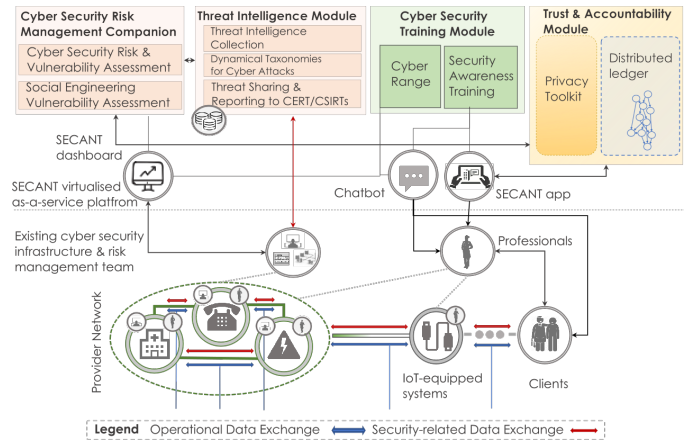 Cyber Security Risk
Management Companion
Cyber Security Risk &
Vulnerability Assessment
Social Engineering
Vulnerability Assessment
Threat Intelligence Module
Threat Intelligence
Collection
Dynamical Taxonomies
for Cyber Attacks
Threat Sharing &
Reporting to CERT/CSIRTs
Cyber Security
Training Module
Cyber
Range
Security
Awareness
Training
Trust & Accountability
Module
Privacy
Toolkit
Distributed
ledger
SECANT
dashboard
SECANT virtualised
as-a-service platfrom
Chatbot
SECANT app
Existing cyber security
infrastructure & risk
management team
Professionals
Provider Network
IoT-equipped
systems
Clients
Legend Operational Data Exchange Security-related Data Exchange